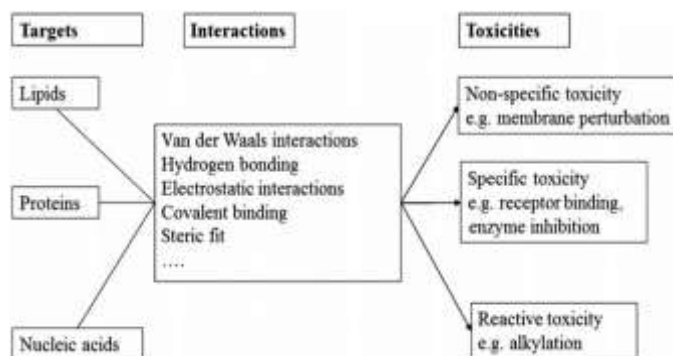 Targets
Interactions
Toxicities
Lipids
Proteins
Nucleic acids
Van der Waals interactions
Hydrogen bonding
Electrostatic interactions
Covalent binding
Steric fit
....
Non-specific toxicity
e.g. membrane perturbation
Specific toxicity
e.g. receptor binding,
enzyme inhibition
Reactive toxicity
e.g. alkylation